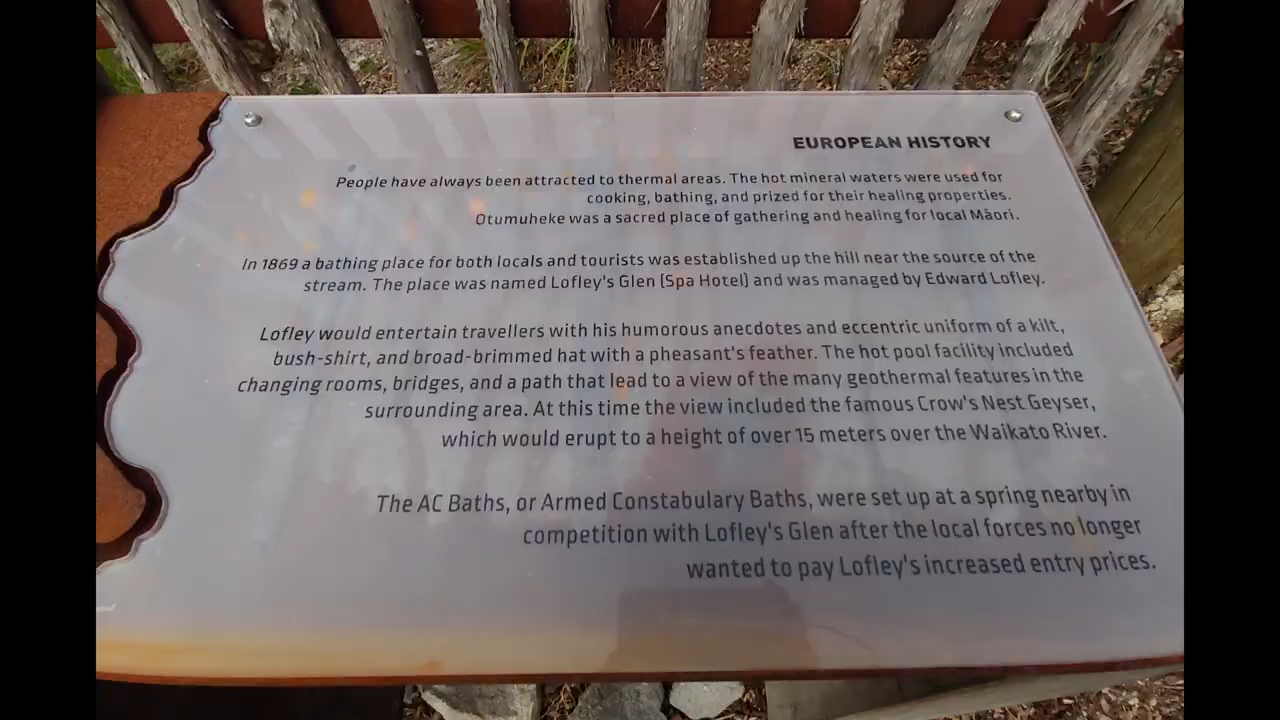 EUROPEAN HISTORY
People have always been attracted to thermal areas. The hot mineral waters were used for
cooking, bathing, and prized for their healing properties.
Otumuheke was a sacred place of gathering and healing for local Māori.
In 1869 a bathing place for both locals and tourists was established up the hill near the source of the
stream. The place was named Lofley's Glen (Spa Hotel) and was managed by Edward Lofley.
Lofley would entertain travellers with his humorous anecdotes and eccentric uniform of a kilt,
bush-shirt, and broad-brimmed hat with a pheasant's feather. The hot pool facility included
changing rooms, bridges, and a path that lead to a view of the many geothermal features in the
surrounding area. At this time the view included the famous Crow's Nest Geyser,
which would erupt to a height of over 15 meters over the Waikato River.
The AC Baths, or Armed Constabulary Baths, were set up at a spring nearby in
competition with Lofley's Glen after the local forces no longer
wanted to pay Lofley's increased entry prices.